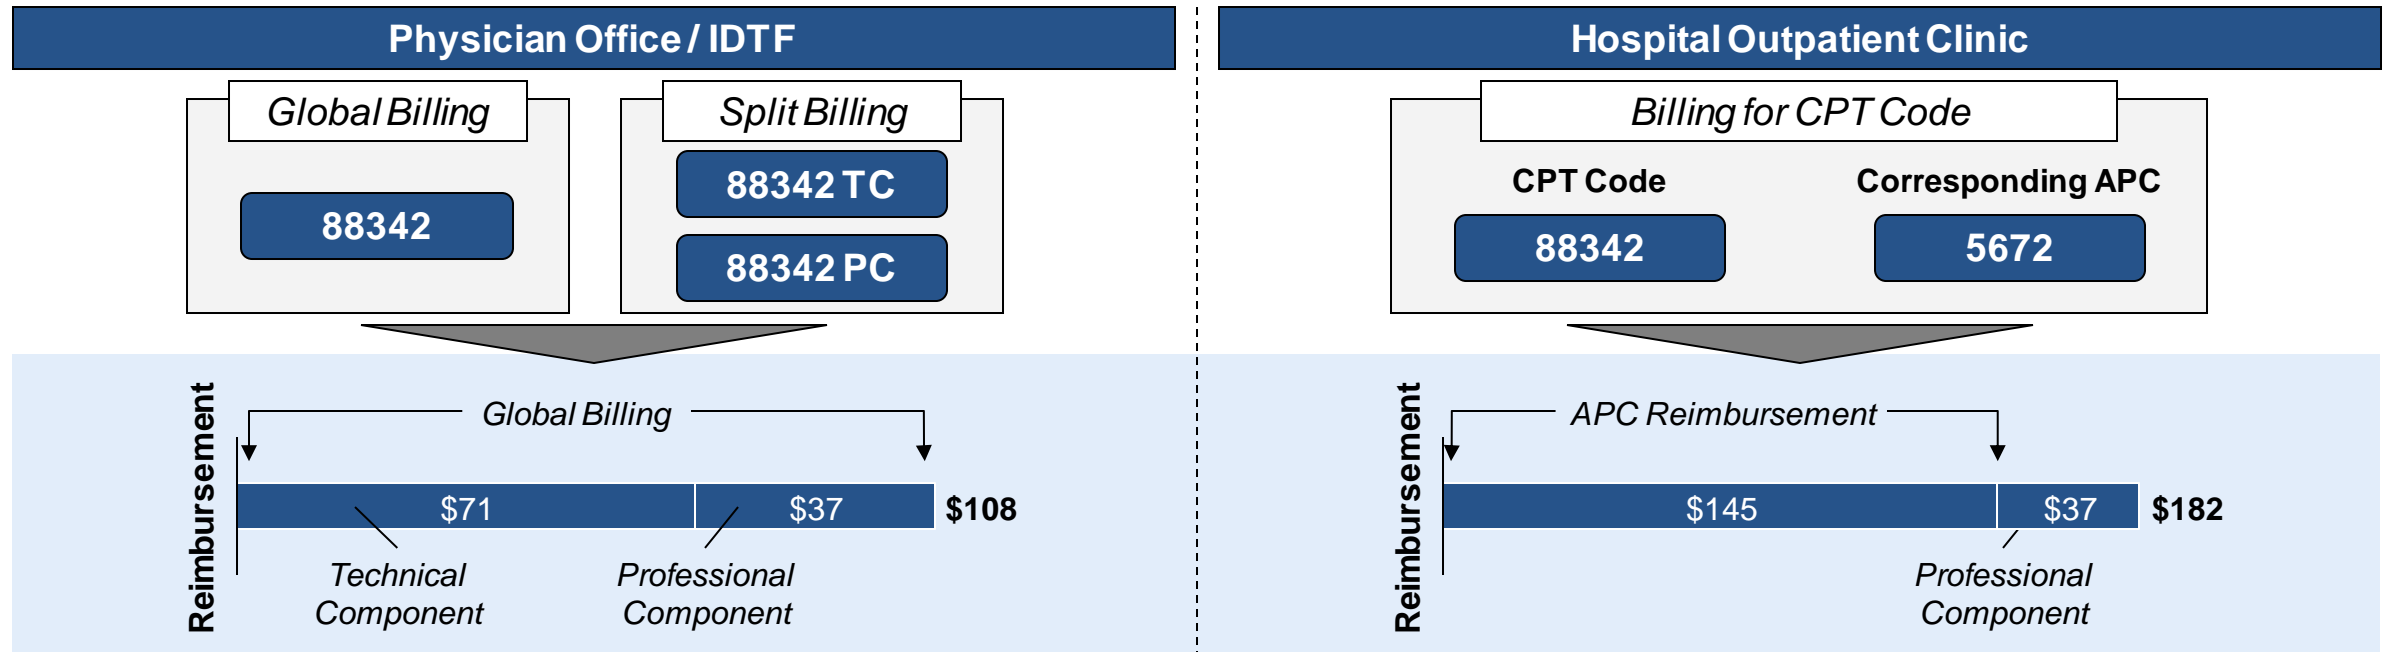 Physician Office / IDTF
Global Billing
88342
Split Billing
88342 TC
88342 PC
Reimbursement
Global Billing
$71
$37
$108
Technical
Component
Professional
Component
Hospital Outpatient Clinic
Billing for CPT Code
CPT Code
88342
Corresponding APC
5672
Reimbursement
APC Reimbursement
$145
$37
$182
Professional
Component